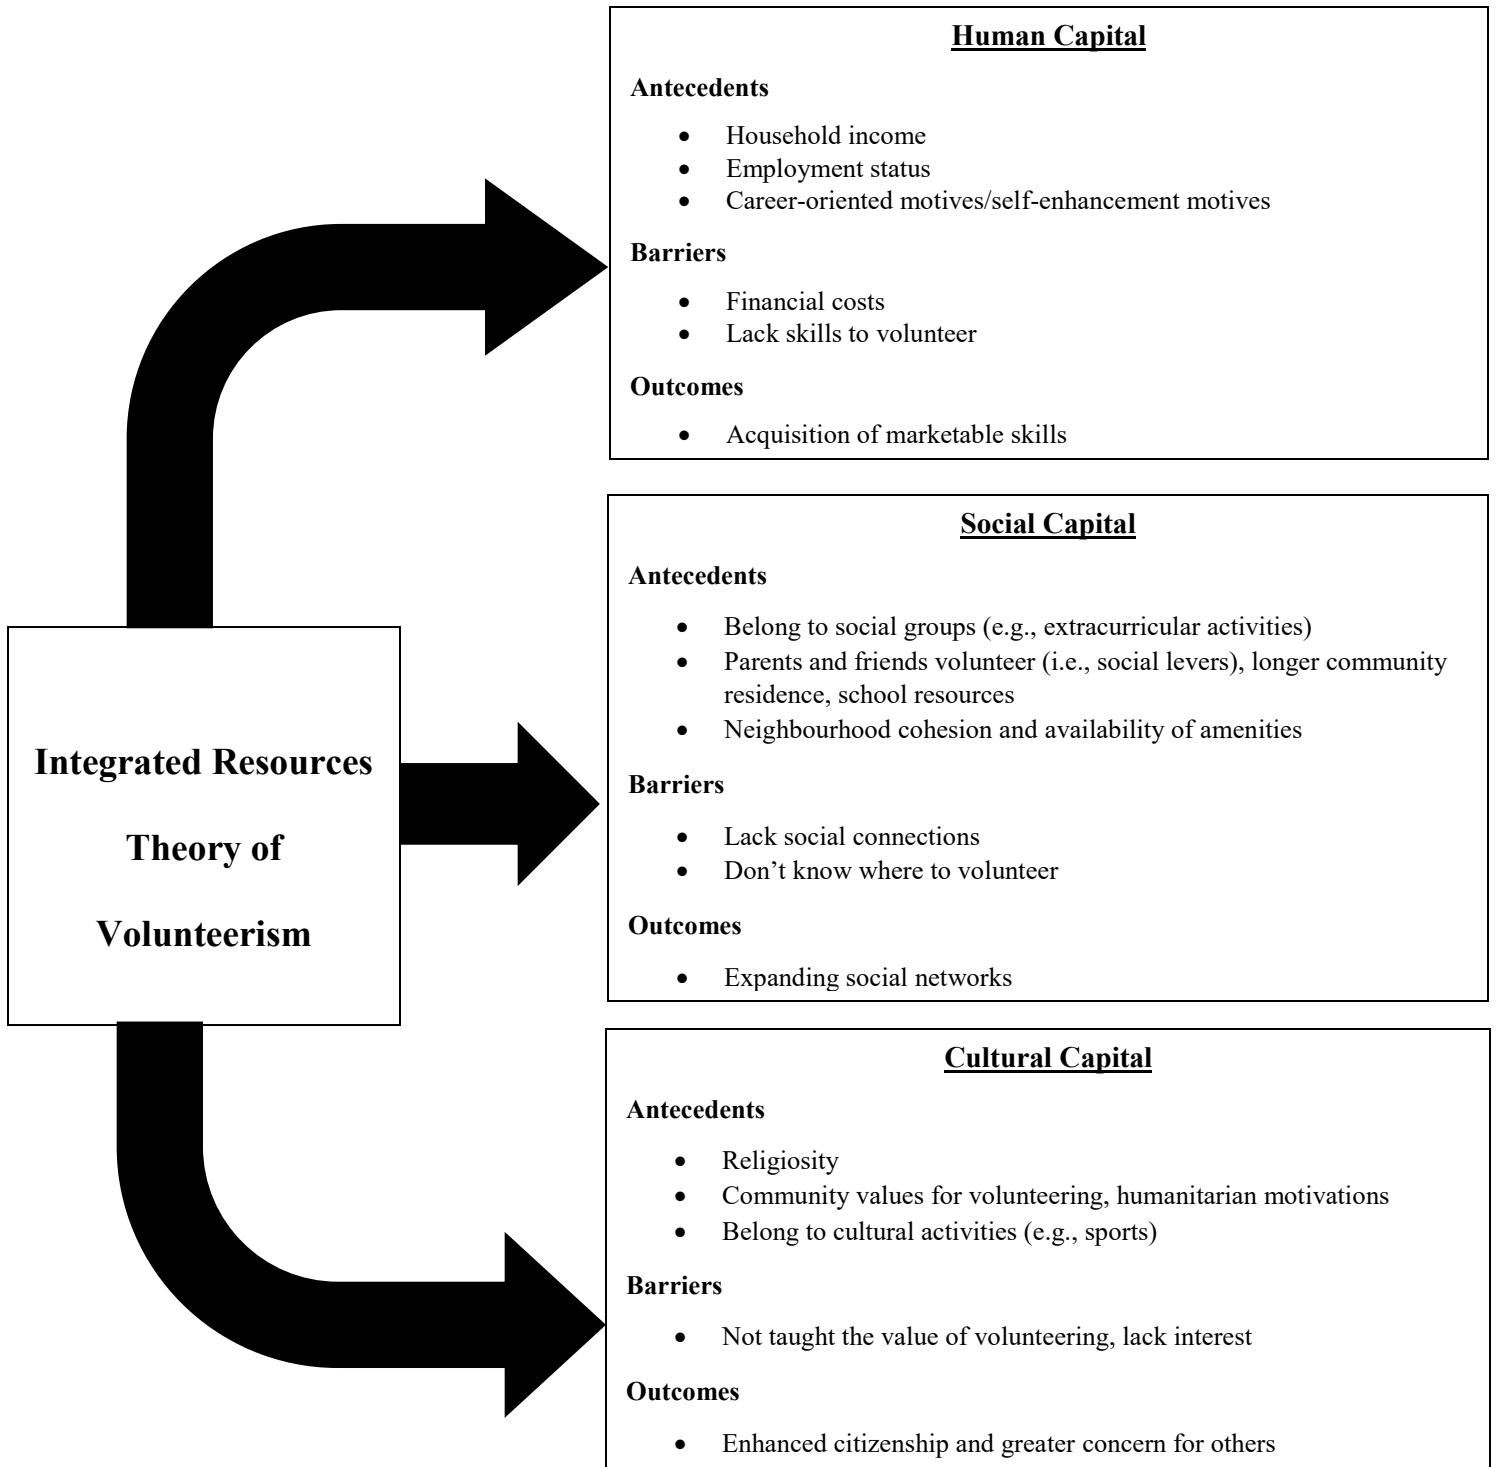 Human Capital
Antecedents
• Household income
• Employment status
• Career-oriented motives/self-enhancement motives
Barriers
• Financial costs
• Lack skills to volunteer
Outcomes
• Acquisition of marketable skills
Social Capital
Antecedents
• Belong to social groups (e.g., extracurricular activities)
• Parents and friends volunteer (i.e., social levers), longer community
residence, school resources
• Neighbourhood cohesion and availability of amenities
Barriers
• Lack social connections
• Don’t know where to volunteer
Outcomes
• Expanding social networks
Integrated Resources
Theory of
Volunteerism
Cultural Capital
Antecedents
• Religiosity
• Community values for volunteering, humanitarian motivations
• Belong to cultural activities (e.g., sports)
Barriers
• Not taught the value of volunteering, lack interest
Outcomes
• Enhanced citizenship and greater concern for others